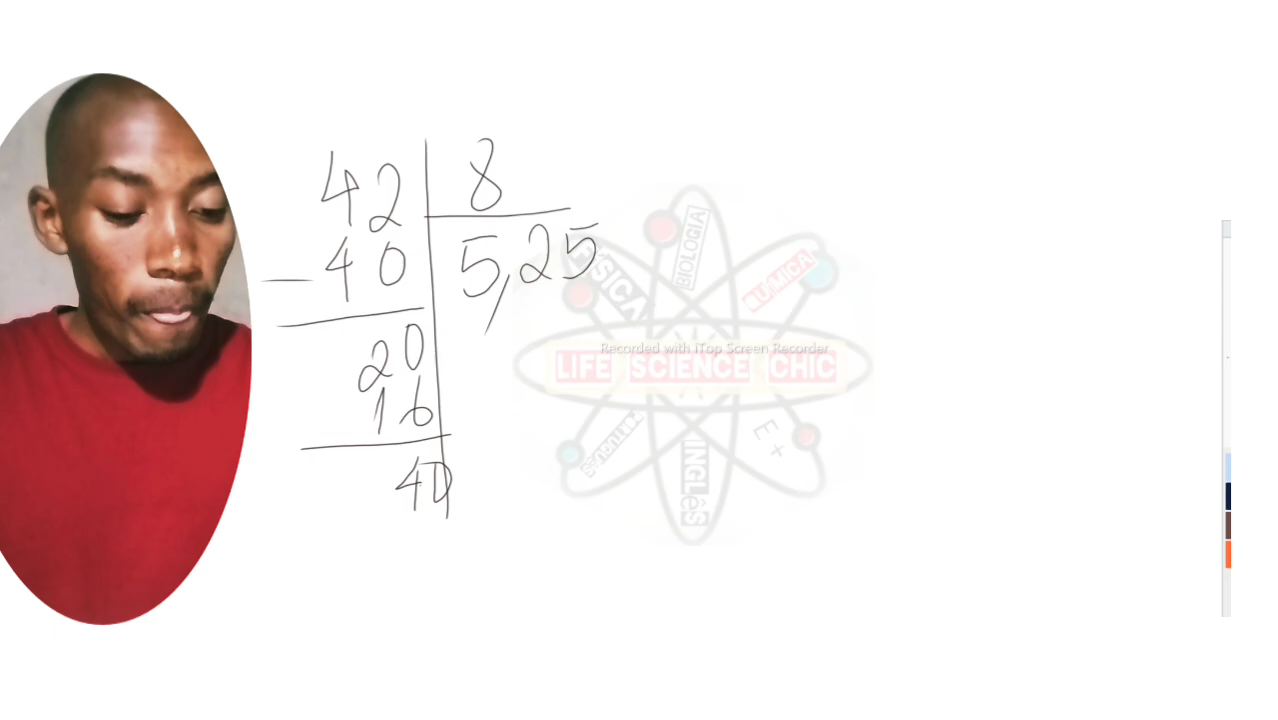 42 8
- 40 5,25
20
16
40
FÍSICA
BIOLOGIA
QUÍMICA
Recorded with iTop Screen Recorder
LIFE SCIENCE CHIC
PORTUGUÊS
INGLÊS
E+